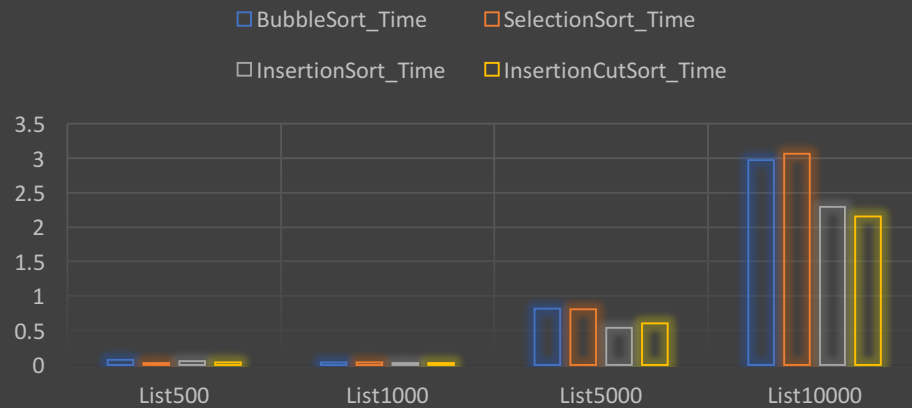 BubbleSort_Time SelectionSort_Time
InsertionSort_Time InsertionCutSort_Time
3.5
3
2.5
2
1.5
1
0.5
0
List500 List1000 List5000 List10000